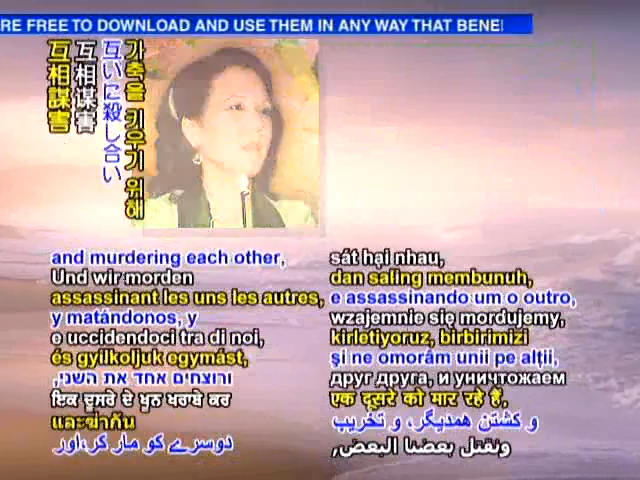 RE FREE TO DOWNLOAD AND USE THEM IN ANY WAY THAT BENE
互相謀害
互相谋害
互いに殺し合い
가축을 키우기 위해
and murdering each other,
Und wir morden
assassinant les uns les autres,
y matándonos, y
e uccidendoci tra di noi,
és gyilkoljuk egymást,
ורוצחים אחד את השני,
ਇਕ ਦੂਸਰੇ ਦੇ ਖੂਨ ਖਰਾਬੇ ਕਰ
และฆ่ากัน
دوسرے کو مار کر،اور
sát hại nhau,
dan saling membunuh,
e assassinando um o outro,
wzajemnie się mordujemy,
kirletiyoruz, birbirimizi
şi ne omorâm unii pe alţii,
друг друга, и уничтожаем
एक दूसरे को मार रहे हैं,
و کشتن همدیگر، و تخریب
ونقتل بعضنا البعض,